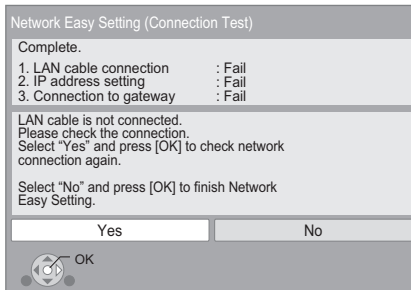 Network Easy Setting (Connection Test)
Complete.
1. LAN cable connection : Fail
2. IP address setting : Fail
3. Connection to gateway : Fail
LAN cable is not connected.
Please check the connection.
Select “Yes” and press [OK] to check network
connection again.
Select “No” and press [OK] to finish Network
Easy Setting.
Yes No
OK